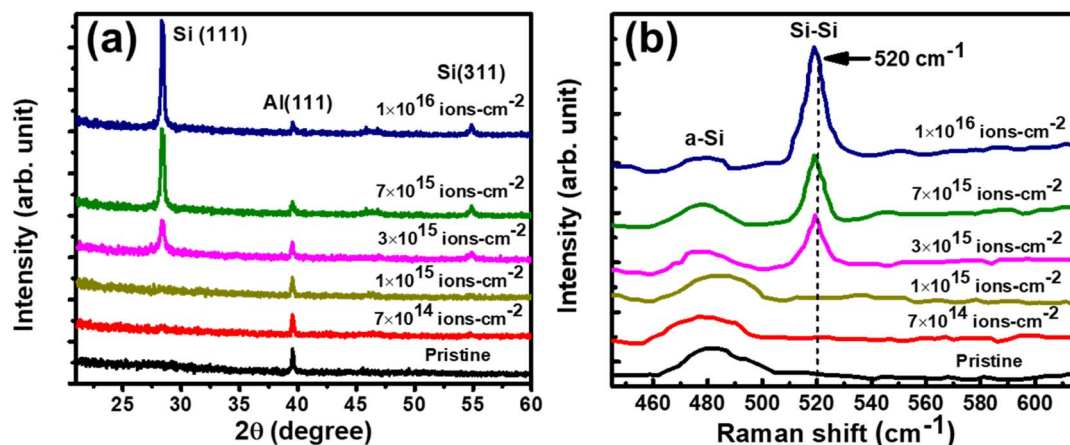 (a)
Si (111)
Si(311)
Al(111)
1×10^16 ions-cm^-2
7×10^15 ions-cm^-2
3×10^15 ions-cm^-2
1×10^15 ions-cm^-2
7×10^14 ions-cm^-2
Pristine
Intensity (arb. unit)
25 30 35 40 45 50 55 60
2θ (degree)
(b)
Si-Si
520 cm^-1
a-Si
1×10^16 ions-cm^-2
7×10^15 ions-cm^-2
3×10^15 ions-cm^-2
1×10^15 ions-cm^-2
7×10^14 ions-cm^-2
Pristine
Intensity (arb. unit)
460 480 500 520 540 560 580 600
Raman shift (cm^-1)